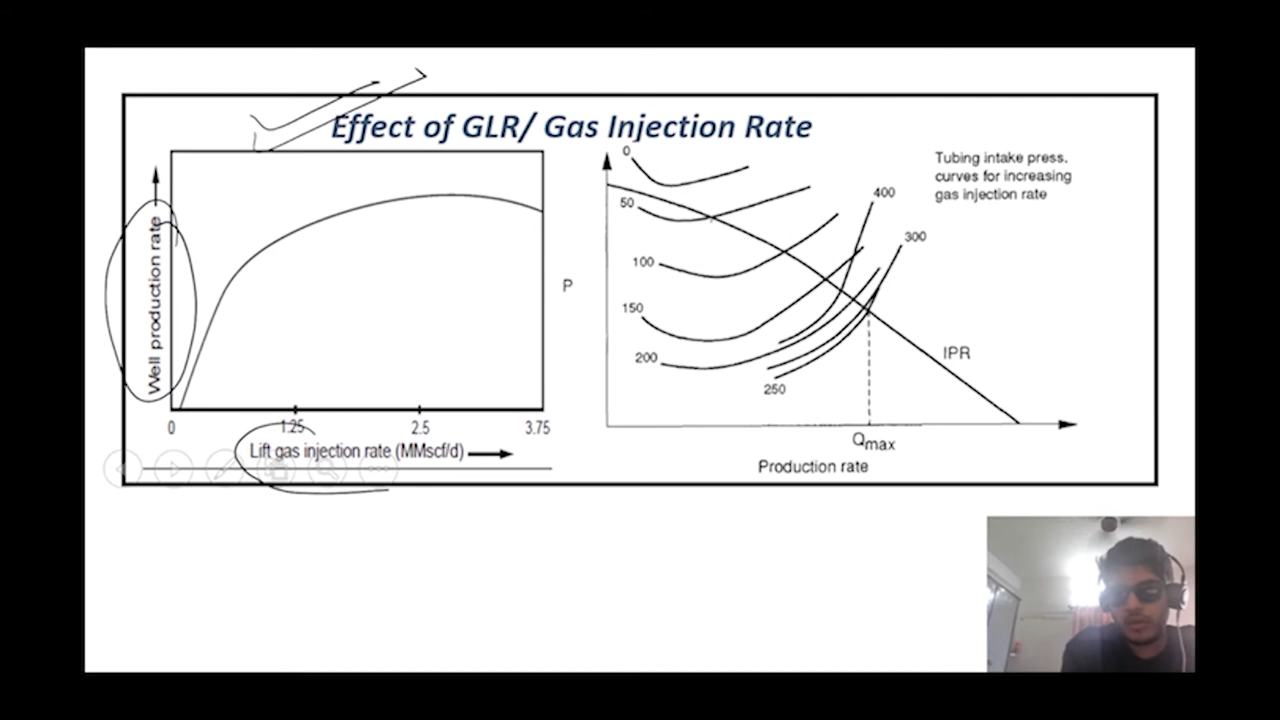 Effect of GLR/ Gas Injection Rate
Well production rate
0
1.25
2.5
3.75
Lift gas injection rate (MMscf/d)
P
0
50
100
150
200
250
400
300
Tubing intake press.
curves for increasing
gas injection rate
IPR
Qmax
Production rate